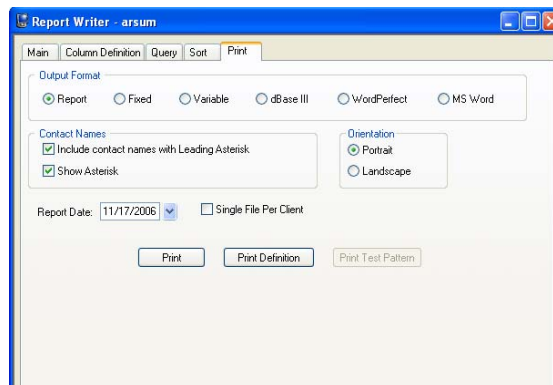 Report Writer - arsum
Main Column Definition Query Sort Print
Output Format
Report Fixed Variable dBase III WordPerfect MS Word
Contact Names
Include contact names with Leading Asterisk
Show Asterisk
Orientation
Portrait
Landscape
Report Date: 11/17/2006 Single File Per Client
Print Print Definition Print Test Pattern